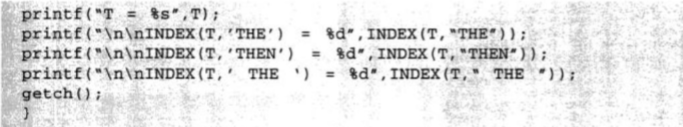 printf("T = %s",T);
printf("\n\nINDEX(T,'THE') = %d",INDEX(T,"THE"));
printf("\n\nINDEX(T,'THEN') = %d",INDEX(T,"THEN"));
printf("\n\nINDEX(T,' THE ') = %d",INDEX(T," THE "));
getch();
}